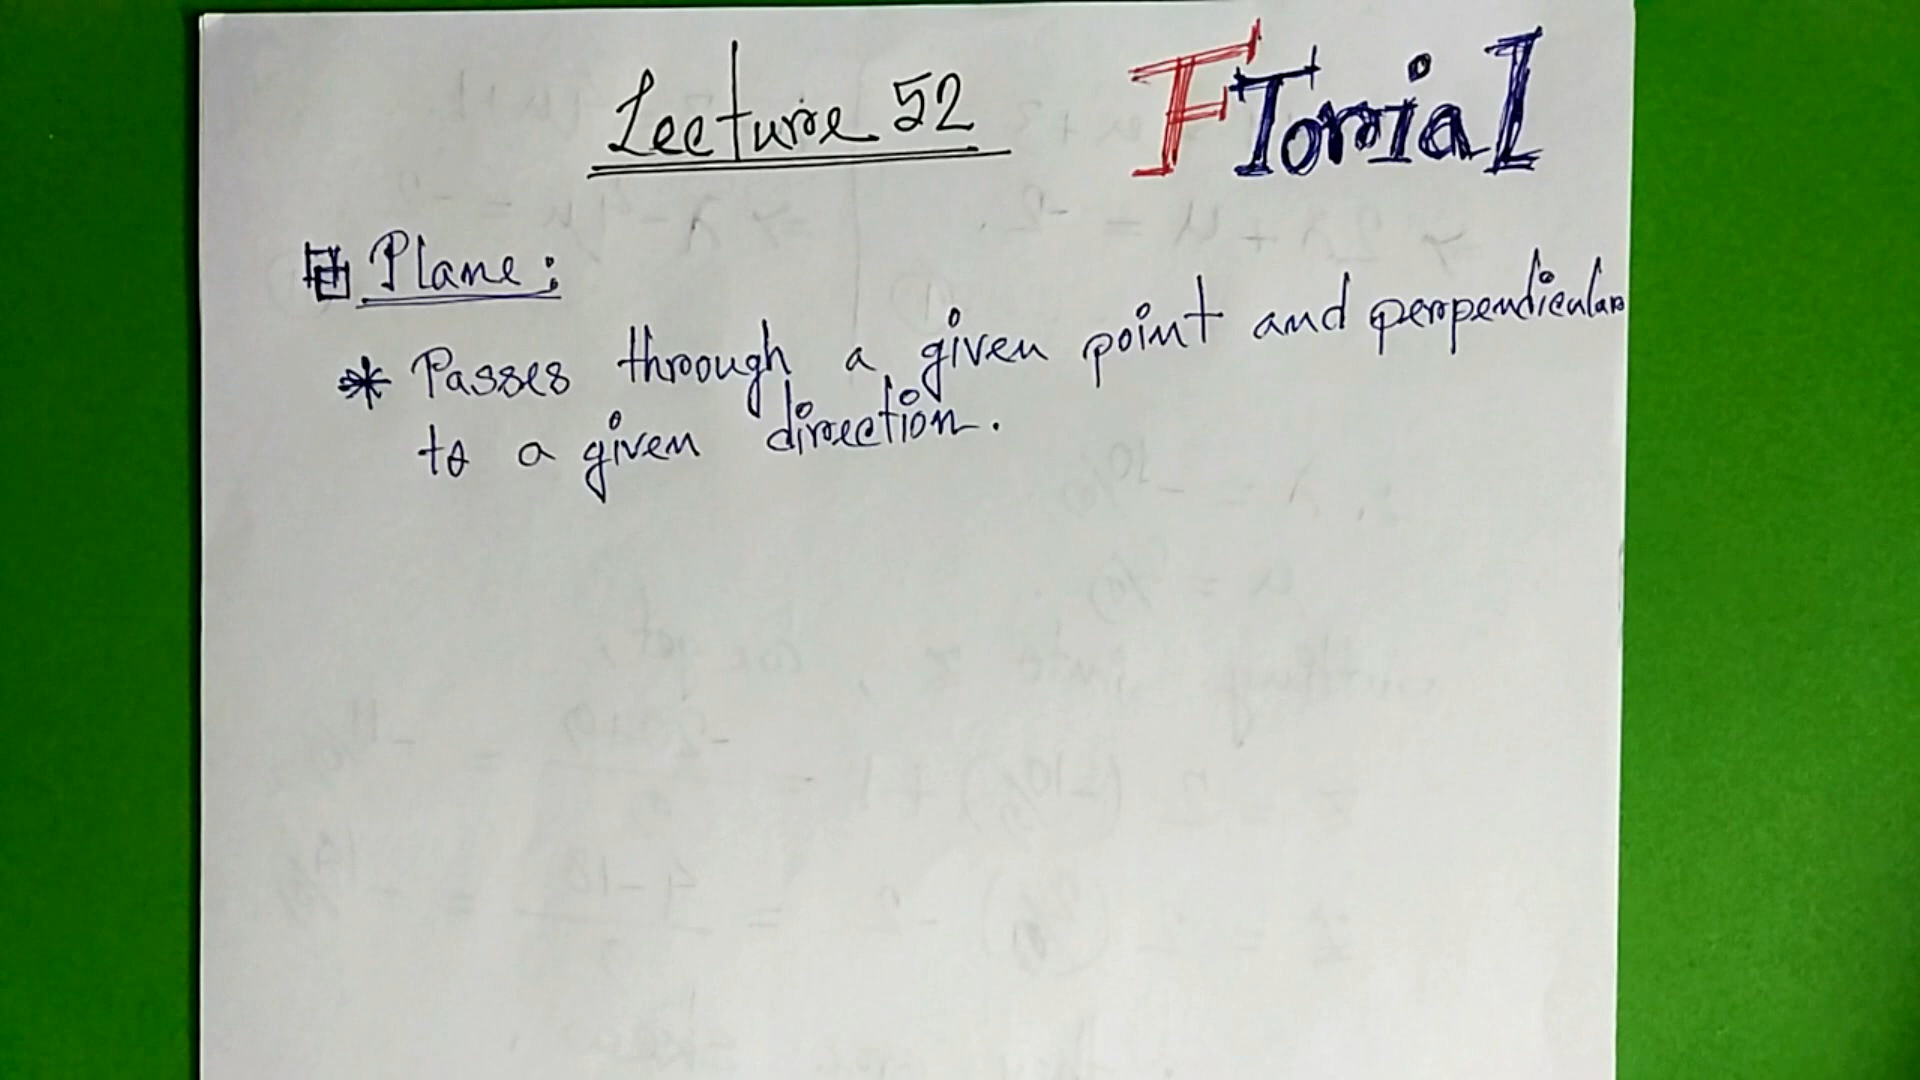 Lecture 52
FTorial
Plane:
* Passes through a given point and perpendicular
to a given direction.